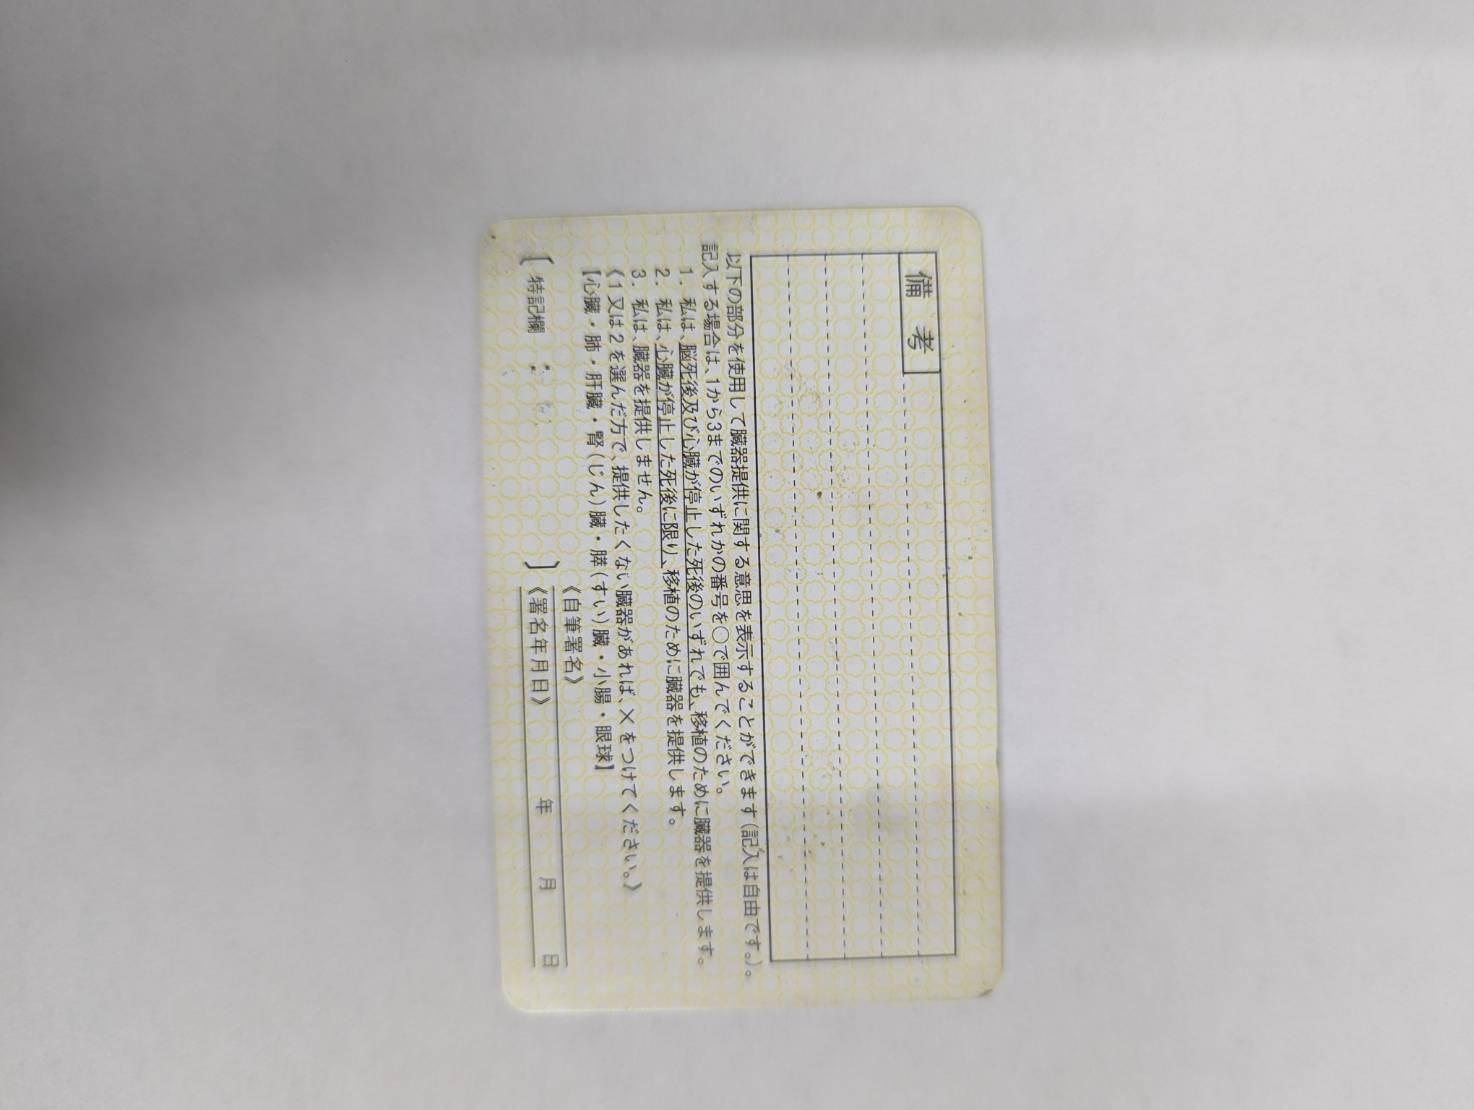 備考
以下の部分を使用して臓器提供に関する意思を表示することができます(記入は自由です。)。
記入する場合は、1から3までのいずれかの番号を○で囲んでください。
1. 私は、脳死後及び心臓が停止した死後のいずれでも、移植のために臓器を提供します。
2. 私は、心臓が停止した死後に限り、移植のために臓器を提供します。
3. 私は、臓器を提供しません。
《1又は2を選んだ方で、提供したくない臓器があれば、×をつけてください。》
【心臓・肺・肝臓・腎(じん)臓・膵(すい)臓・小腸・眼球】
〔特記欄: 〕
《自筆署名》
《署名年月日》 年 月 日